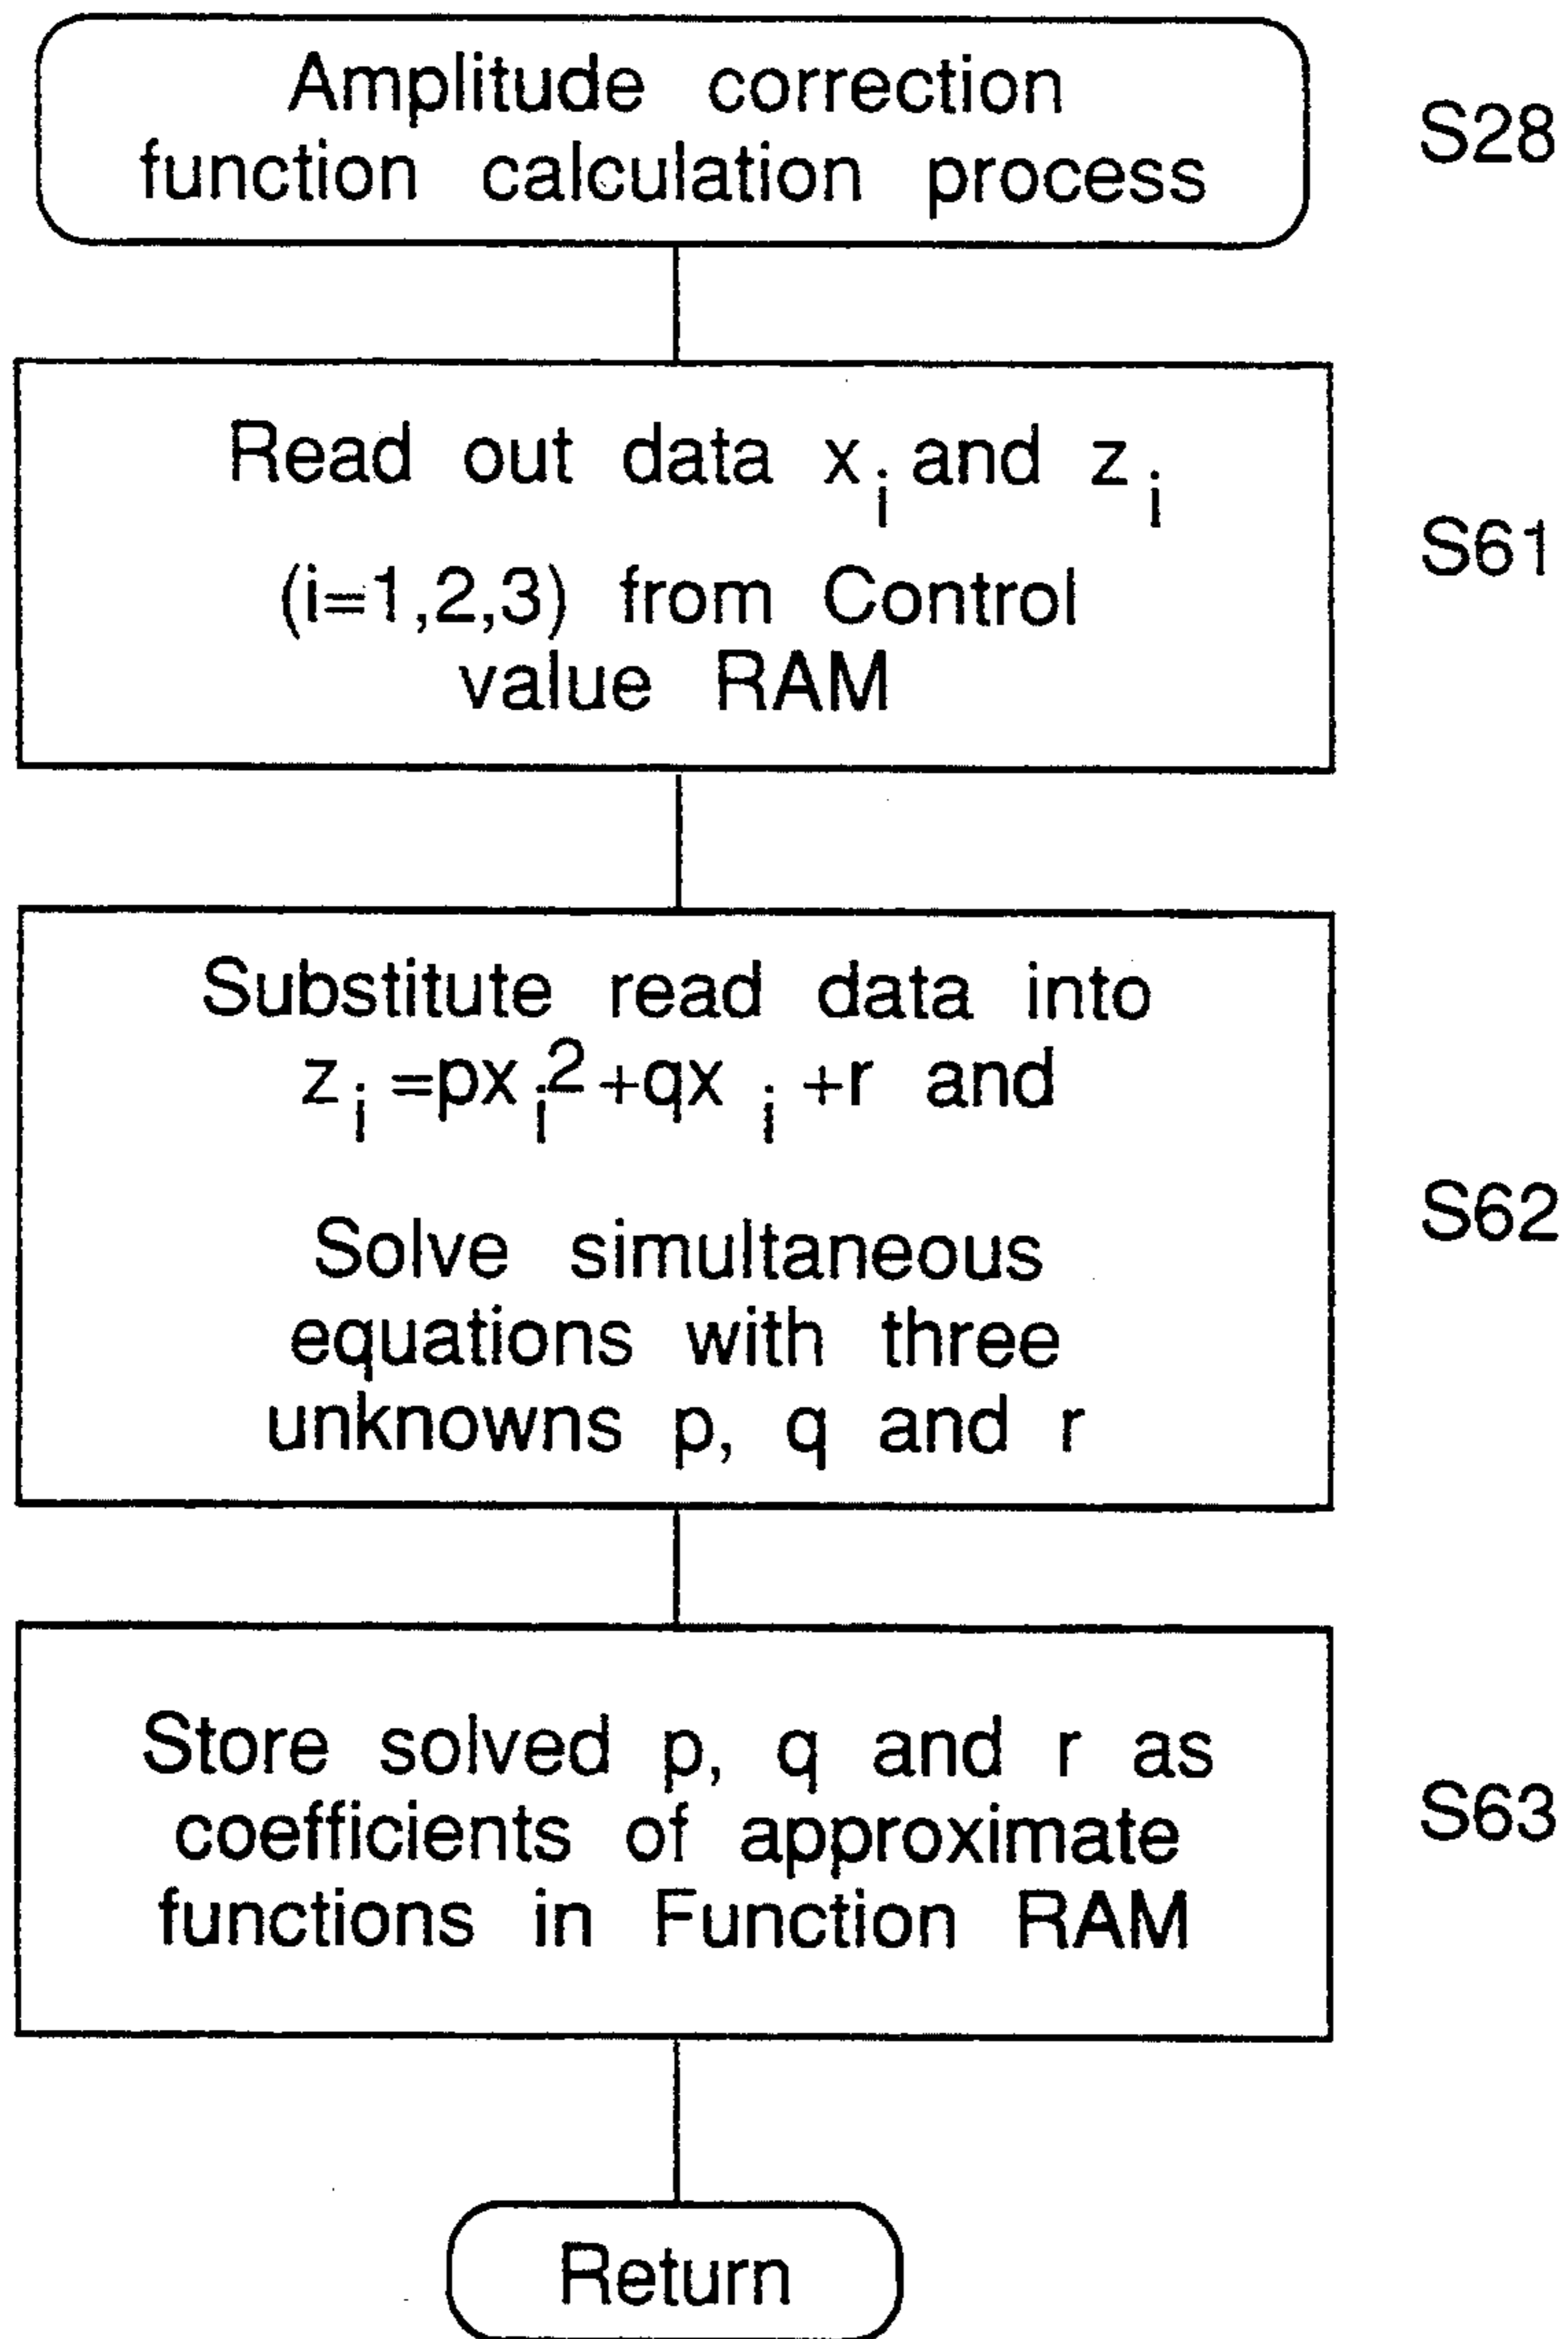 Amplitude correction
function calculation process
S28
Read out data xᵢ and zᵢ
(i=1,2,3) from Control
value RAM
S61
Substitute read data into
zᵢ=pxᵢ²+qxᵢ+r and
Solve simultaneous
equations with three
unknowns p, q and r
S62
Store solved p, q and r as
coefficients of approximate
functions in Function RAM
S63
Return